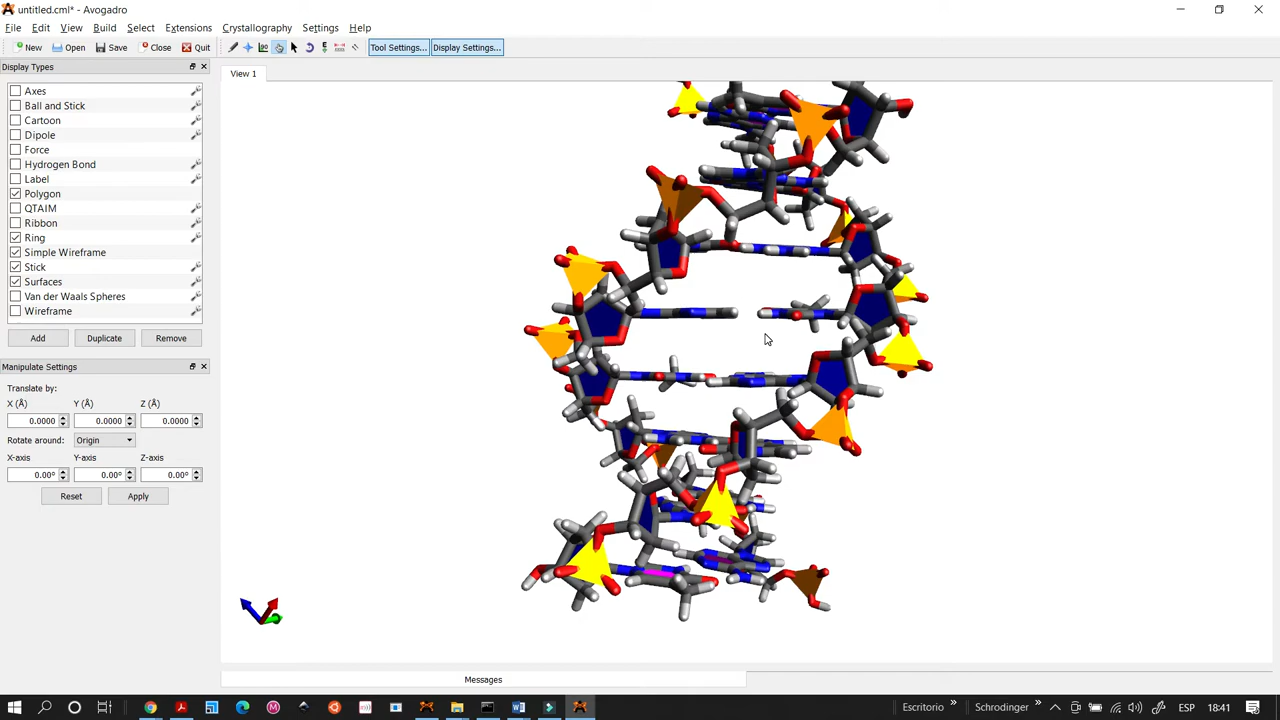 untitled.cml* - Avogadro
File Edit View Build Select Extensions Crystallography Settings Help
New Open Save Close Quit Tool Settings... Display Settings...
Display Types
View 1
Axes
Ball and Stick
Cartoon
Dipole
Force
Hydrogen Bond
Label
Polygon
QTAIM
Ribbon
Ring
Simple Wireframe
Stick
Surfaces
Van der Waals Spheres
Wireframe
Add Duplicate Remove
Manipulate Settings
Translate by:
X (Å) Y (Å) Z (Å)
0.0000 0.0000 0.0000
Rotate around: Origin
X-axis Y-axis Z-axis
0.00º 0.00º 0.00º
Reset Apply
Messages
Escritorio » Schrodinger » ESP 18:41